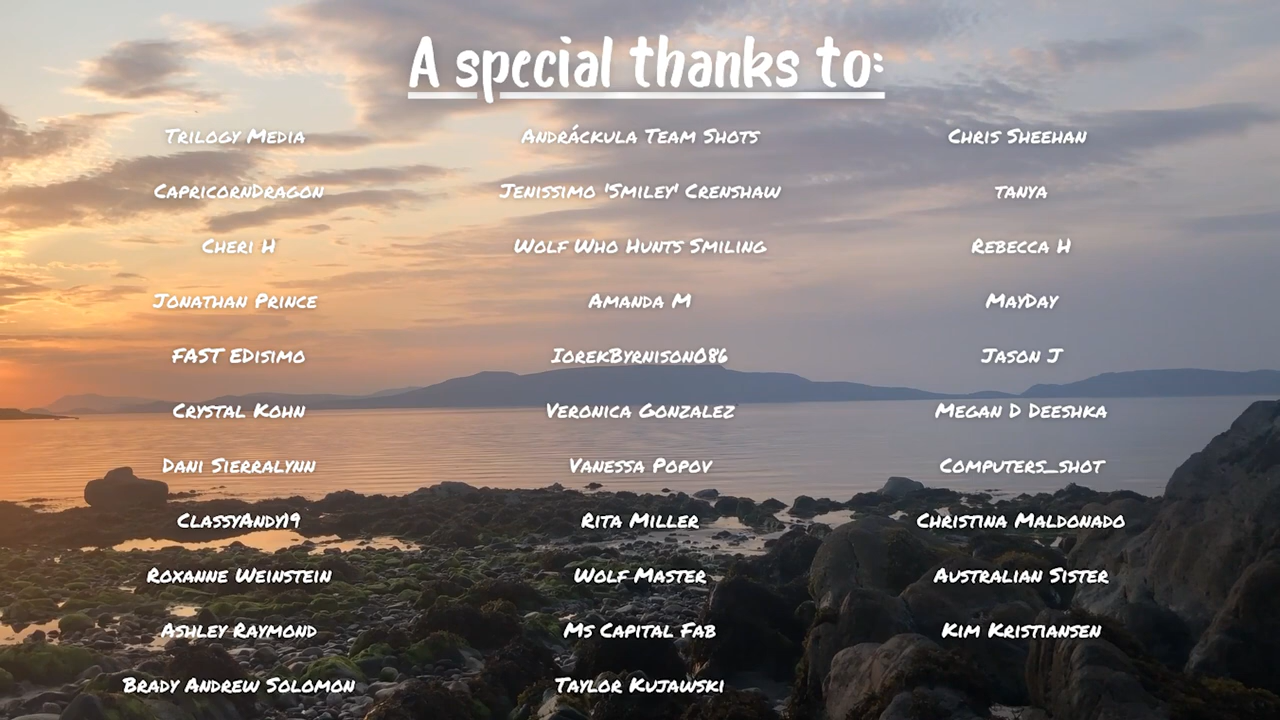 A special thanks to:
Trilogy Media
CapricornDragon
Cheri H
Jonathan Prince
FAST EDisimo
Crystal Kohn
Dani Sierralynn
ClassyAndy19
Roxanne Weinstein
Ashley Raymond
Brady Andrew Solomon
Andráckula Team Shots
Jenissimo 'Smiley' Crenshaw
Wolf Who Hunts Smiling
Amanda M
IorekByrnison086
Veronica Gonzalez
Vanessa Popov
Rita Miller
Wolf Master
Ms Capital Fab
Taylor Kujawski
Chris Sheehan
tanya
Rebecca H
MayDay
Jason J
Megan D Deeshka
Computers_shot
Christina Maldonado
Australian Sister
Kim Kristiansen